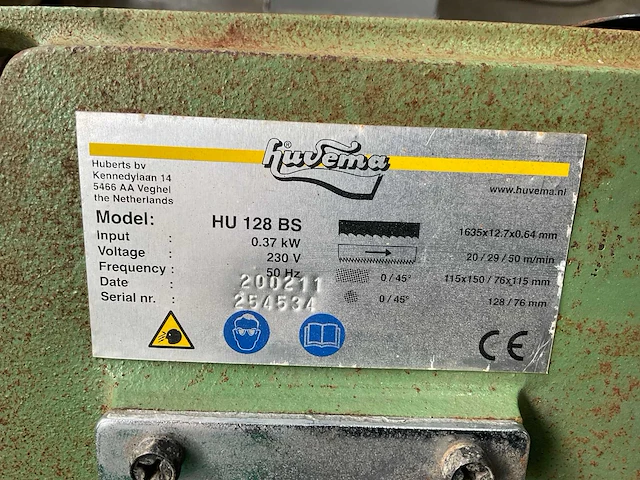 huvema®
Huberts bv
Kennedylaan 14
5466 AA Veghel
the Netherlands
www.huvema.nl
Model: HU 128 BS
Input : 0.37 kW
Voltage : 230 V
Frequency : 50 Hz
Date : 200211
Serial nr. : 254534
1635x12.7x0.64 mm
20 / 29 / 50 m/min
0 / 45° 115x150 / 76x115 mm
0 / 45° 128 / 76 mm
CE